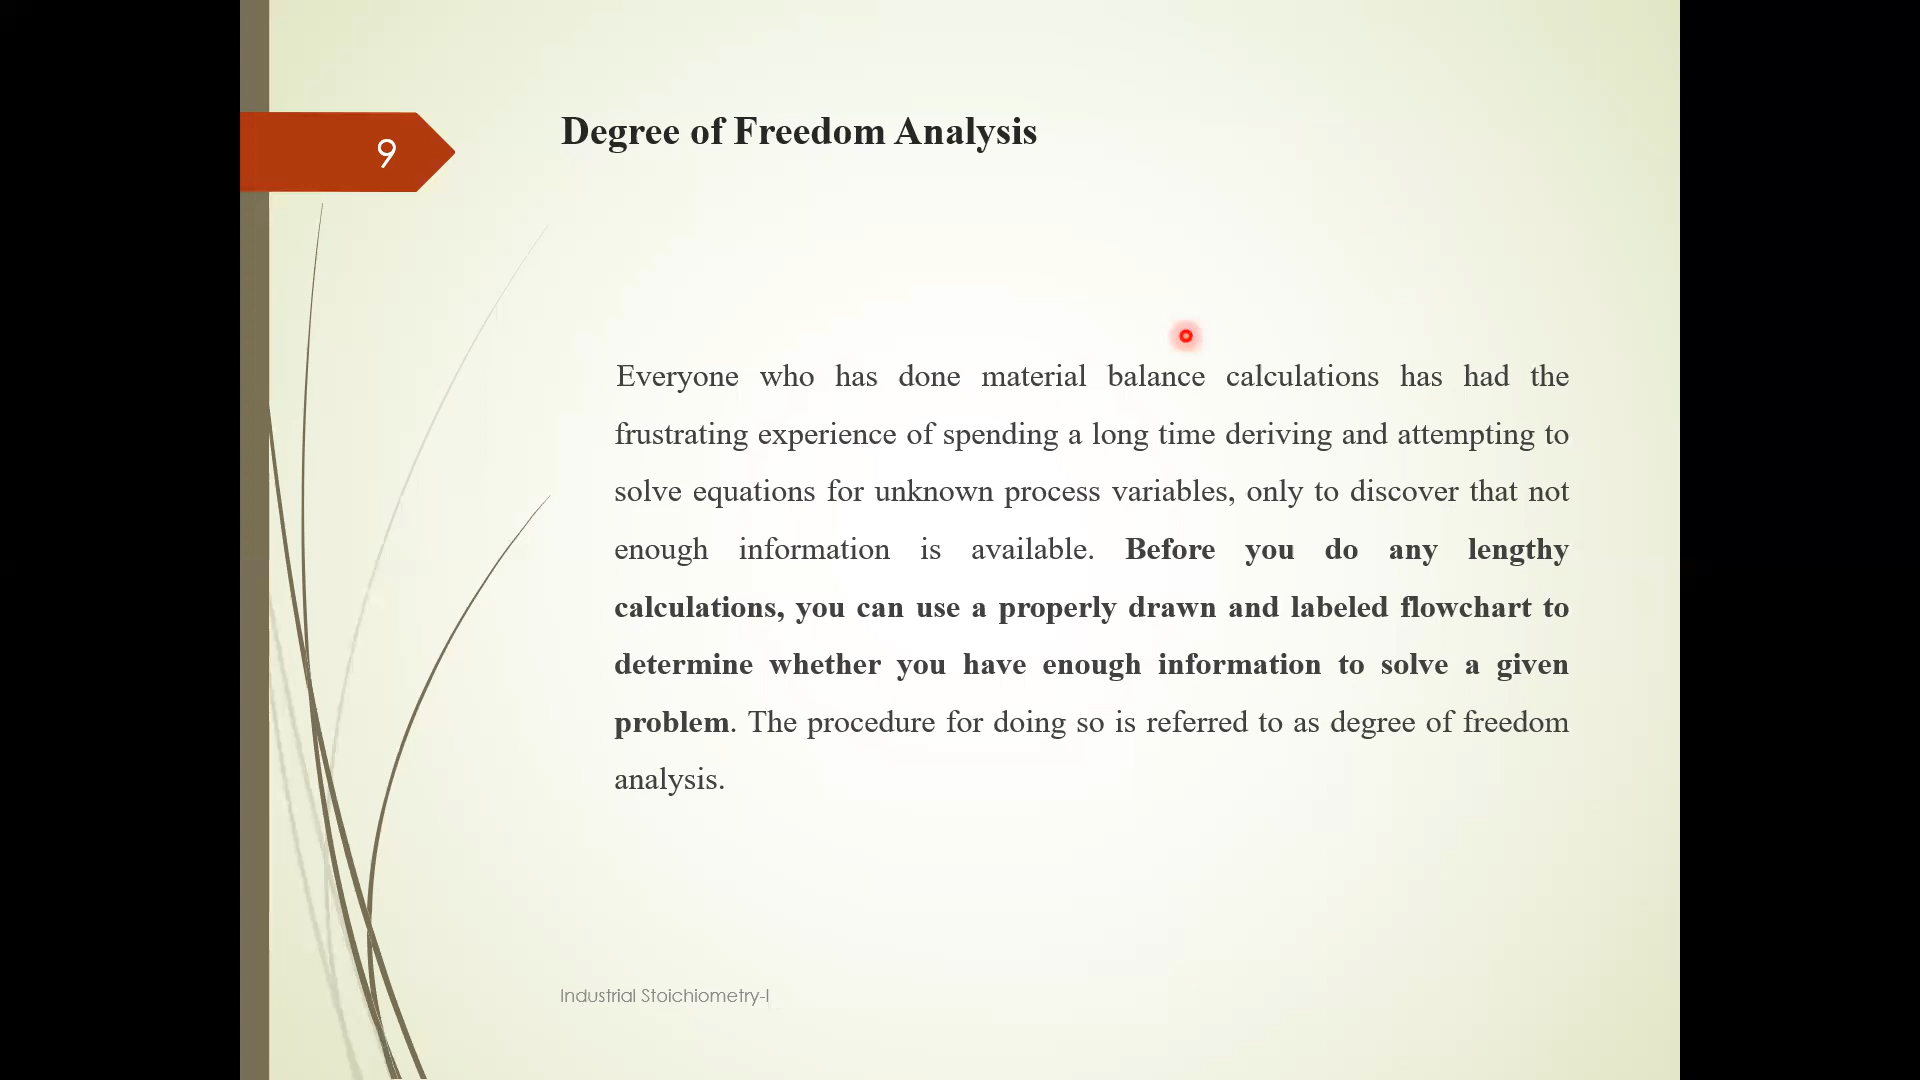 9
Degree of Freedom Analysis
Everyone who has done material balance calculations has had the
frustrating experience of spending a long time deriving and attempting to
solve equations for unknown process variables, only to discover that not
enough information is available. Before you do any lengthy
calculations, you can use a properly drawn and labeled flowchart to
determine whether you have enough information to solve a given
problem. The procedure for doing so is referred to as degree of freedom
analysis.
Industrial Stoichiometry-I